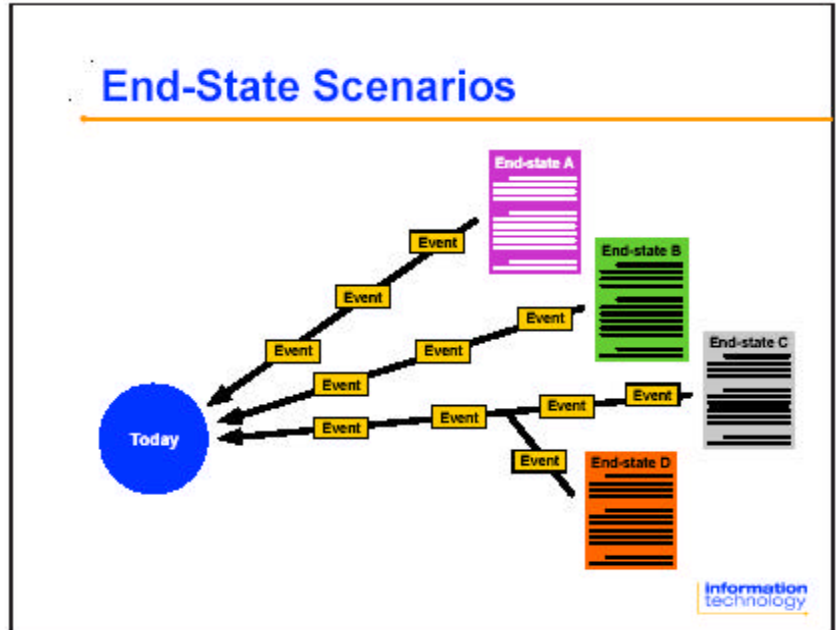 End-State Scenarios
End-state A
Event
End-state B
Event
Event
End-state C
Event
Event
Event
Event
Event
Event
Event
Today
Event
Event
End-state D
information
technology